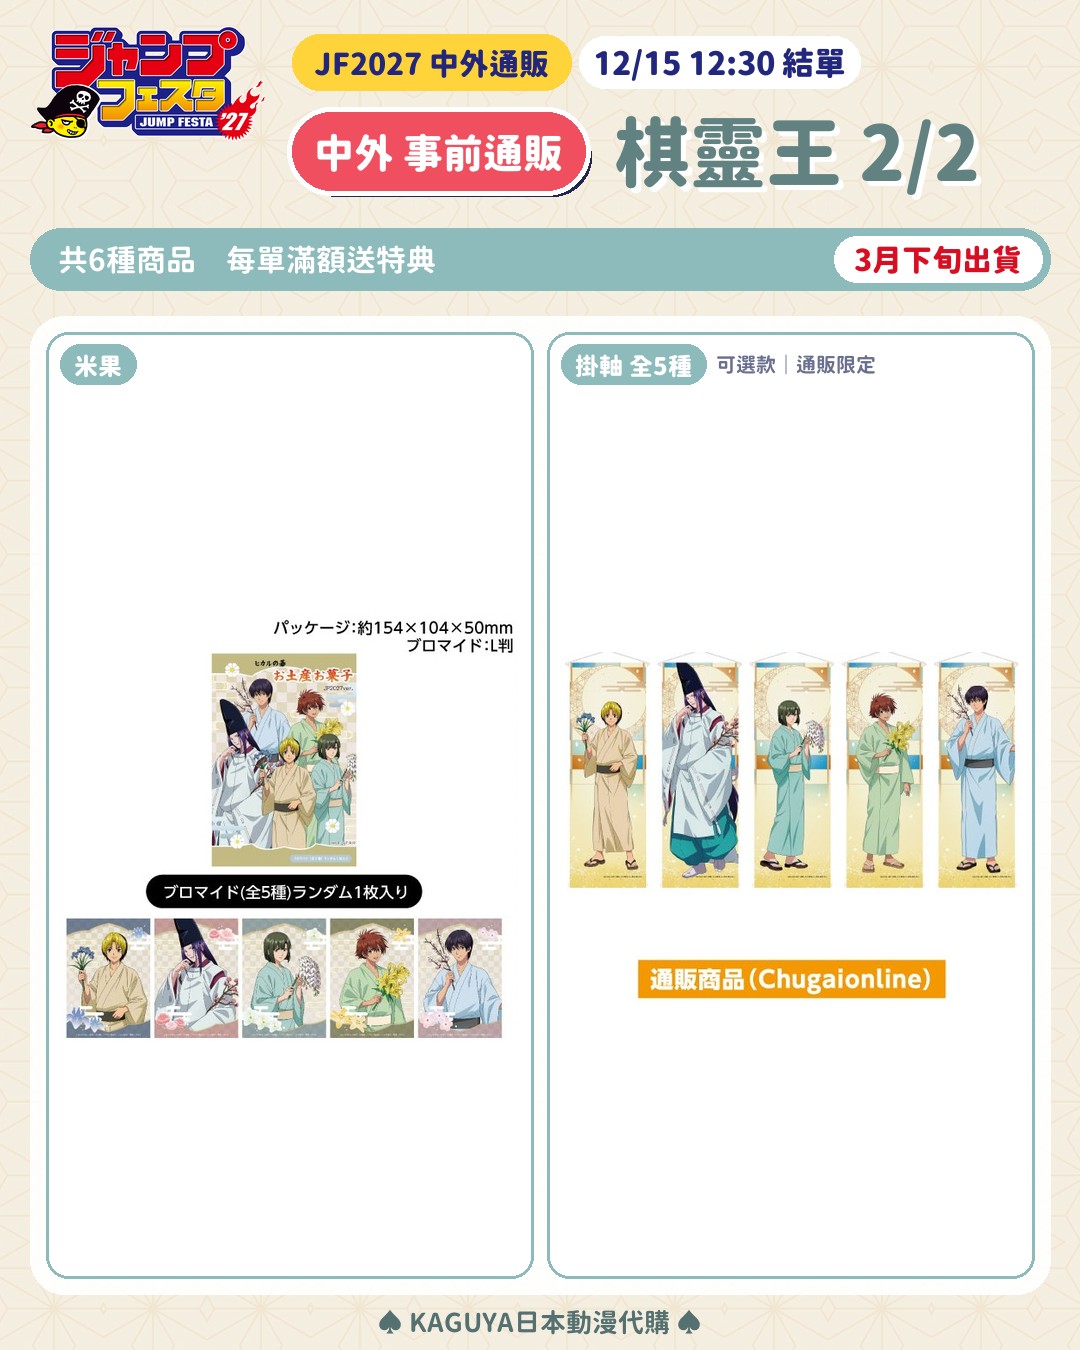 ジャンプ
フェスタ
JUMP FESTA '27
JF2027 中外通販
12/15 12:30 結單
中外 事前通販
棋靈王 2/2
共6種商品 每單滿額送特典
3月下旬出貨
米果
パッケージ:約154×104×50mm
ブロマイド:L判
ヒカルの碁
お土産お菓子
JF2027ver.
ブロマイド(全5種)ランダム1枚入り
掛軸 全5種
可選款｜通販限定
通販商品(Chugaionline)
♠ KAGUYA日本動漫代購 ♠